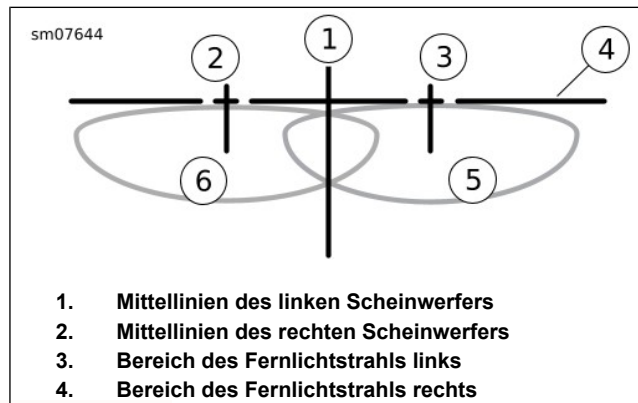 sm07644
1
2
3
4
6
5
1. Mittellinien des linken Scheinwerfers
2. Mittellinien des rechten Scheinwerfers
3. Bereich des Fernlichtstrahls links
4. Bereich des Fernlichtstrahls rechts